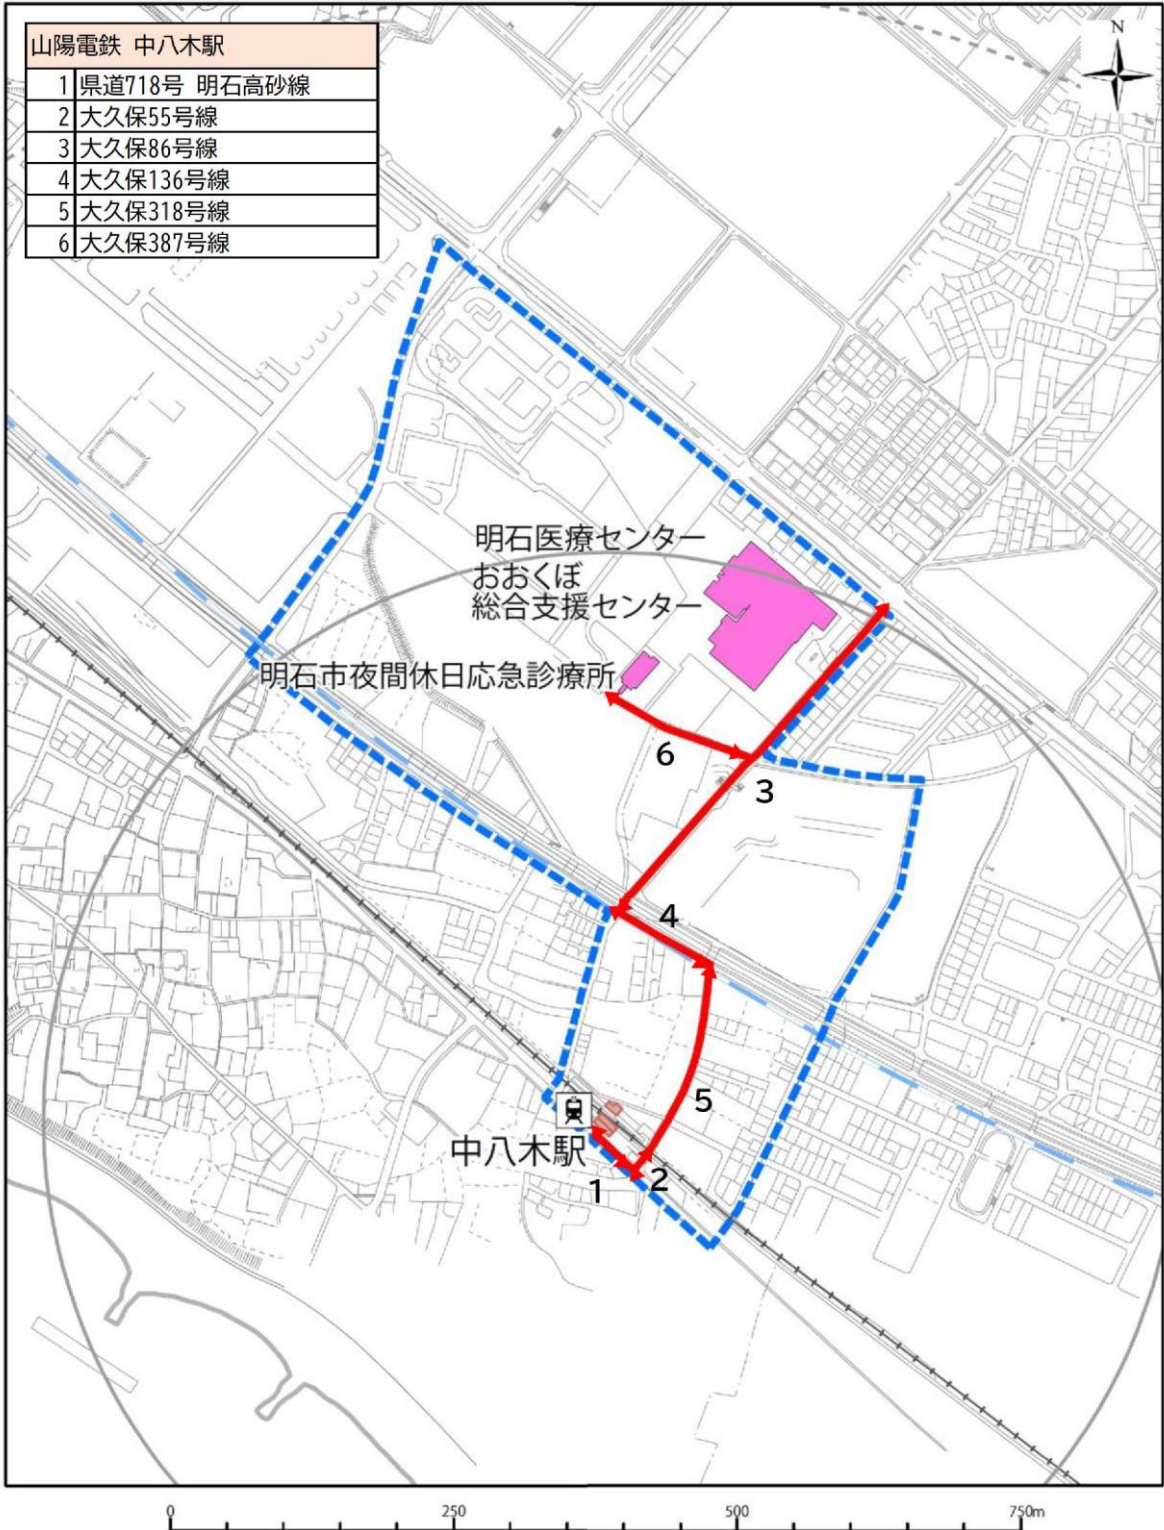 山陽電鉄 中八木駅
1 県道718号 明石高砂線
2 大久保55号線
3 大久保86号線
4 大久保136号線
5 大久保318号線
6 大久保387号線
N
明石医療センター
おおくぼ
総合支援センター
明石市夜間休日応急診療所
6
3
4
5
中八木駅
1
2
0 250 500 750m